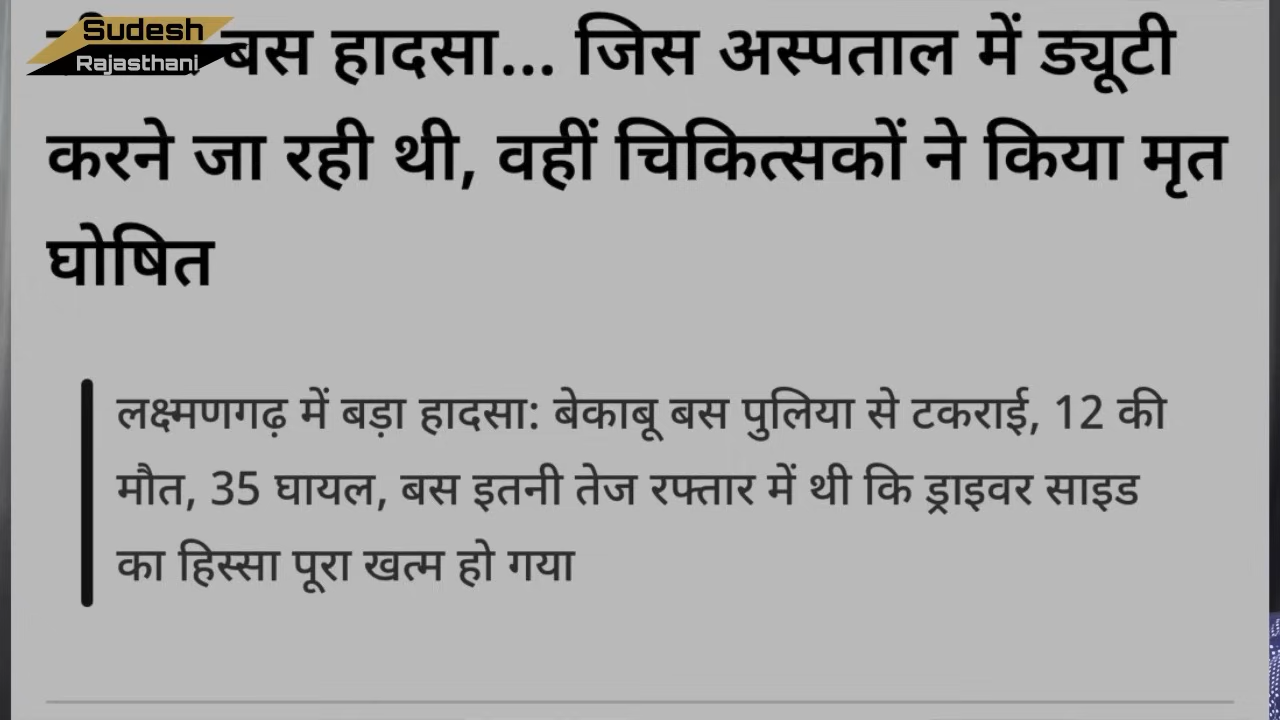 Sudesh
Rajasthani
बस हादसा... जिस अस्पताल में ड्यूटी
करने जा रही थी, वहीं चिकित्सकों ने किया मृत
घोषित
लक्ष्मणगढ़ में बड़ा हादसा: बेकाबू बस पुलिया से टकराई, 12 की
मौत, 35 घायल, बस इतनी तेज रफ्तार में थी कि ड्राइवर साइड
का हिस्सा पूरा खत्म हो गया